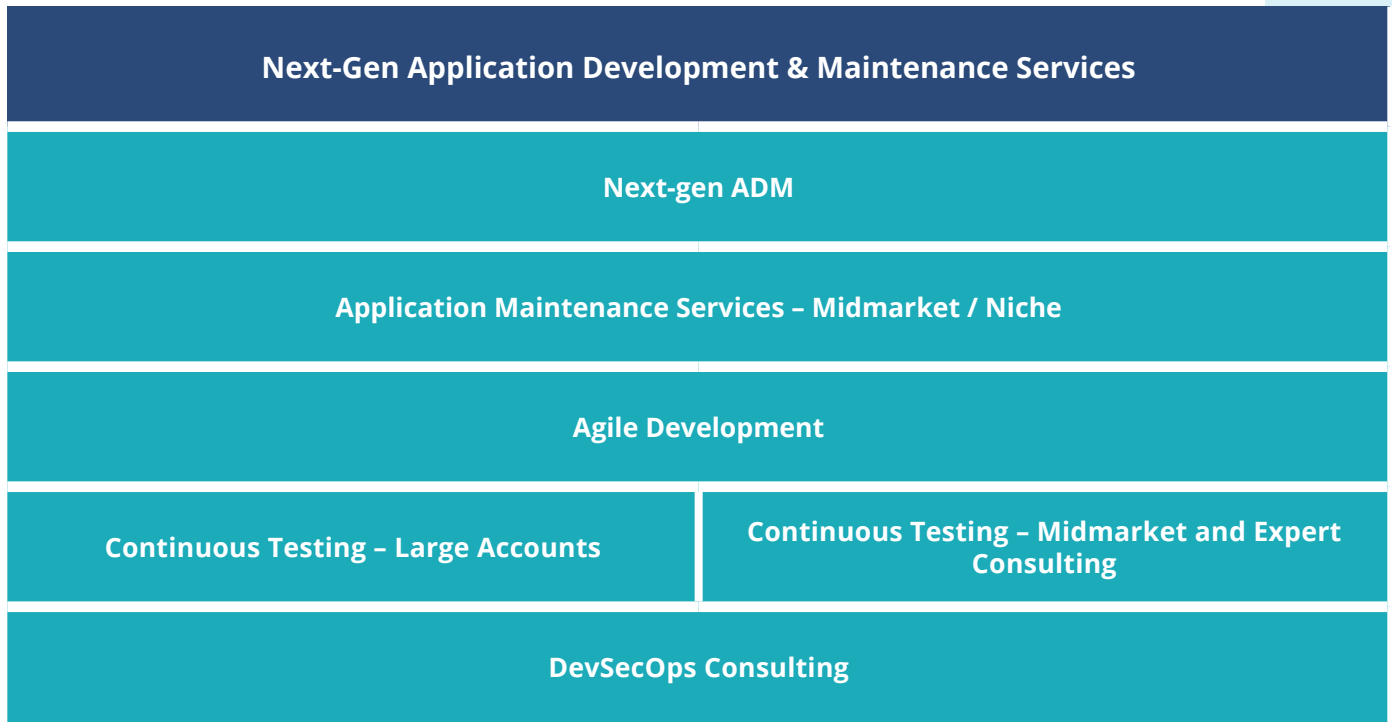 Next-Gen Application Development & Maintenance Services
Next-gen ADM
Application Maintenance Services – Midmarket / Niche
Agile Development
Continuous Testing – Large Accounts
Continuous Testing – Midmarket and Expert
Consulting
DevSecOps Consulting